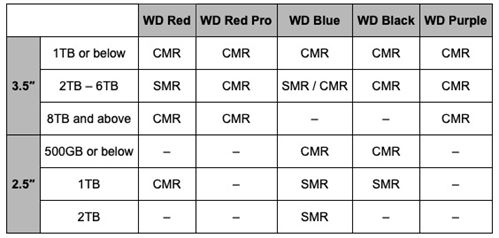 WD Red WD Red Pro WD Blue WD Black WD Purple
3.5″ 1TB or below CMR CMR CMR CMR CMR
2TB – 6TB SMR CMR SMR / CMR CMR CMR
8TB and above CMR CMR – – CMR
2.5″ 500GB or below – – CMR CMR –
1TB CMR – SMR SMR –
2TB – – SMR – –